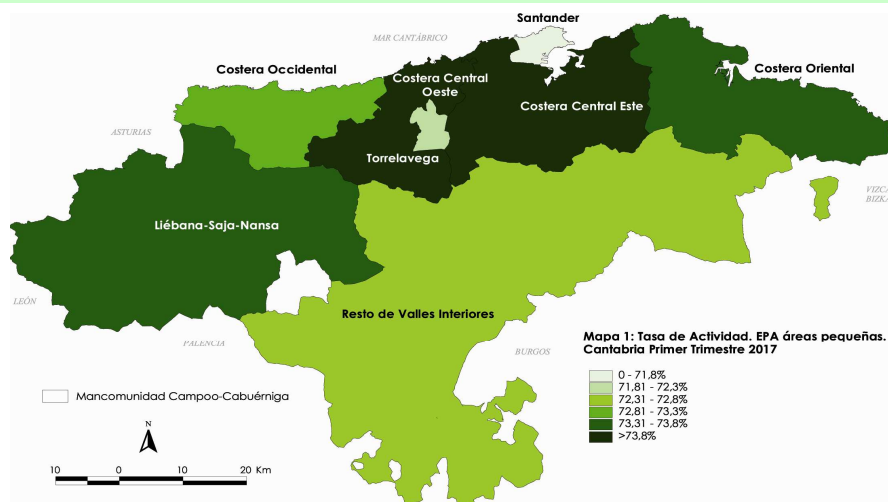 Santander
MAR CANTÁBRICO
Costera Occidental
Costera Central
Oeste
Costera Oriental
Costera Central Este
ASTURIAS
Torrelavega
VIZCA
BIZKA
Liébana-Saja-Nansa
LEÓN
Resto de Valles Interiores
PALENCIA
BURGOS
Mapa 1: Tasa de Actividad. EPA áreas pequeñas.
Cantabria Primer Trimestre 2017
0 - 71,8%
71,81 - 72,3%
72,31 - 72,8%
72,81 - 73,3%
73,31 - 73,8%
>73,8%
Mancomunidad Campoo-Cabuérniga
N
10 0 10 20 Km